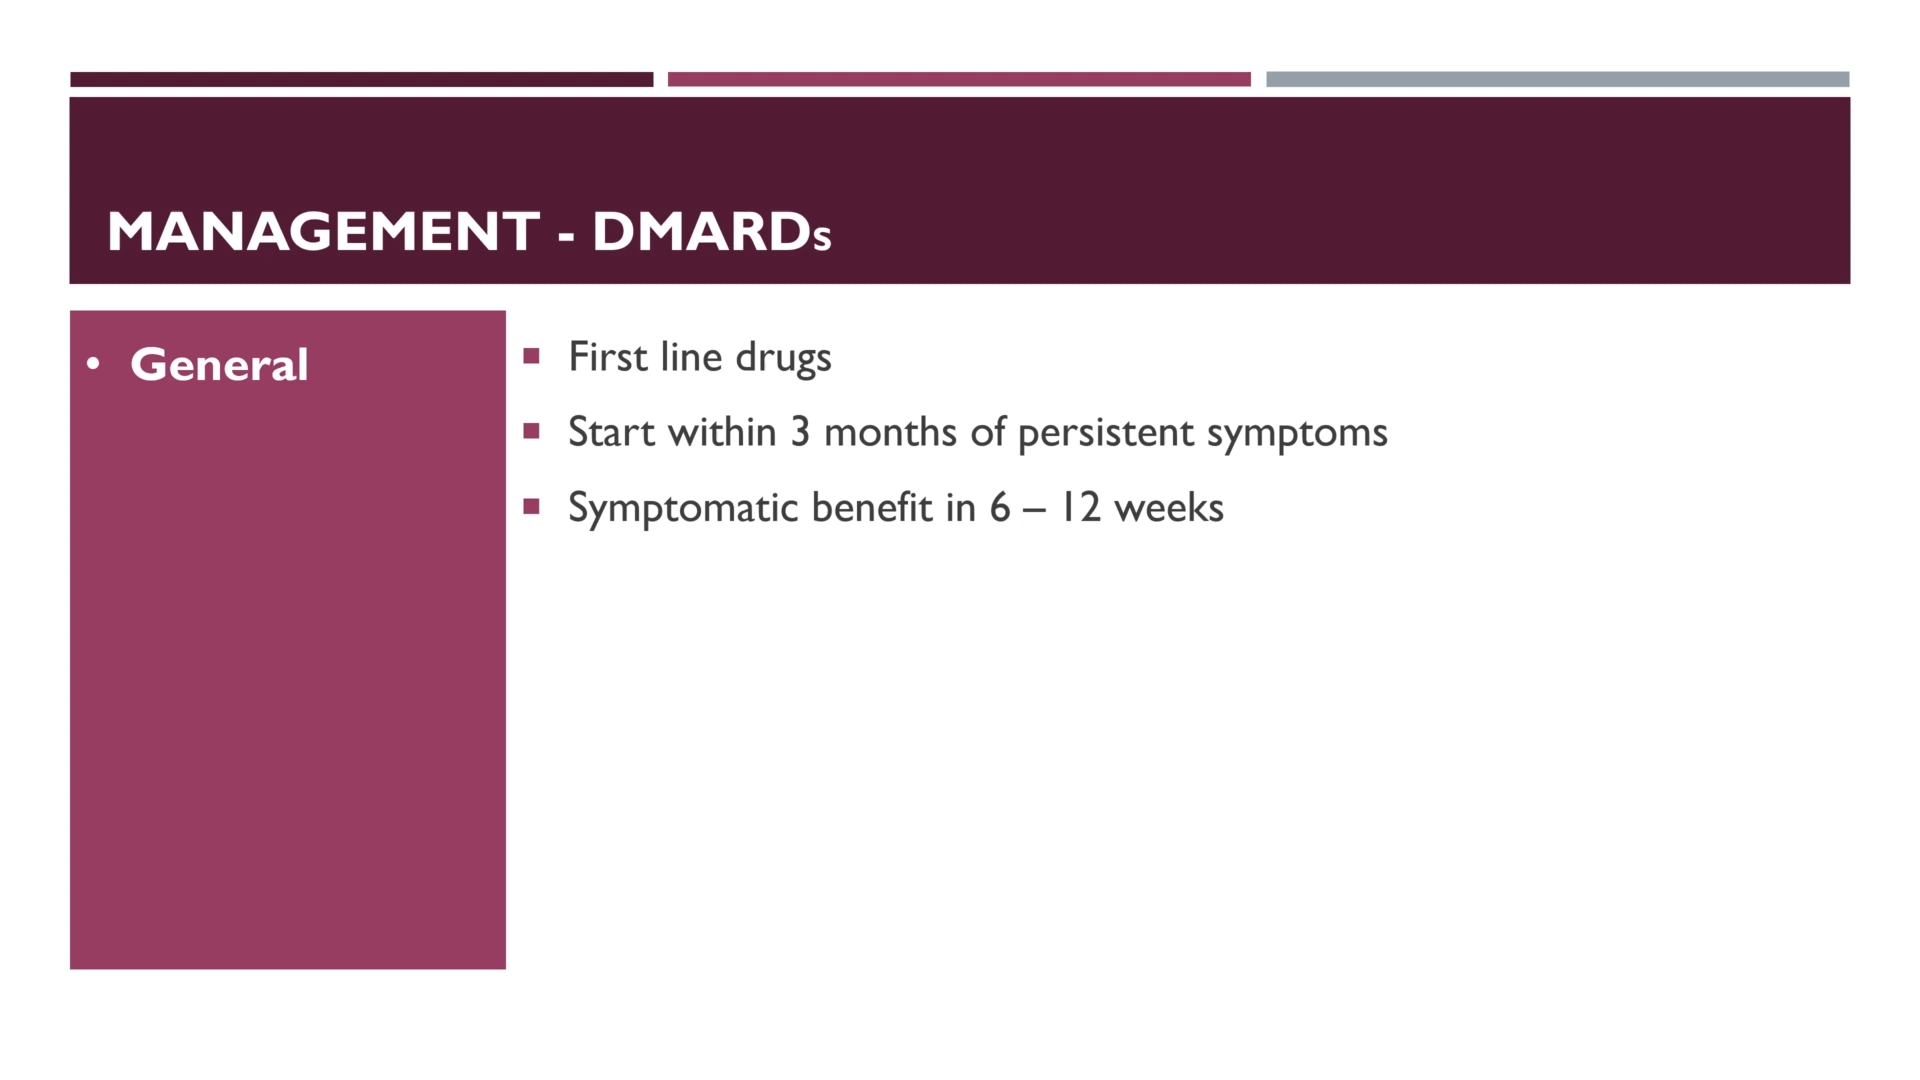 MANAGEMENT - DMARDs
• General
▪ First line drugs
▪ Start within 3 months of persistent symptoms
▪ Symptomatic benefit in 6 – 12 weeks